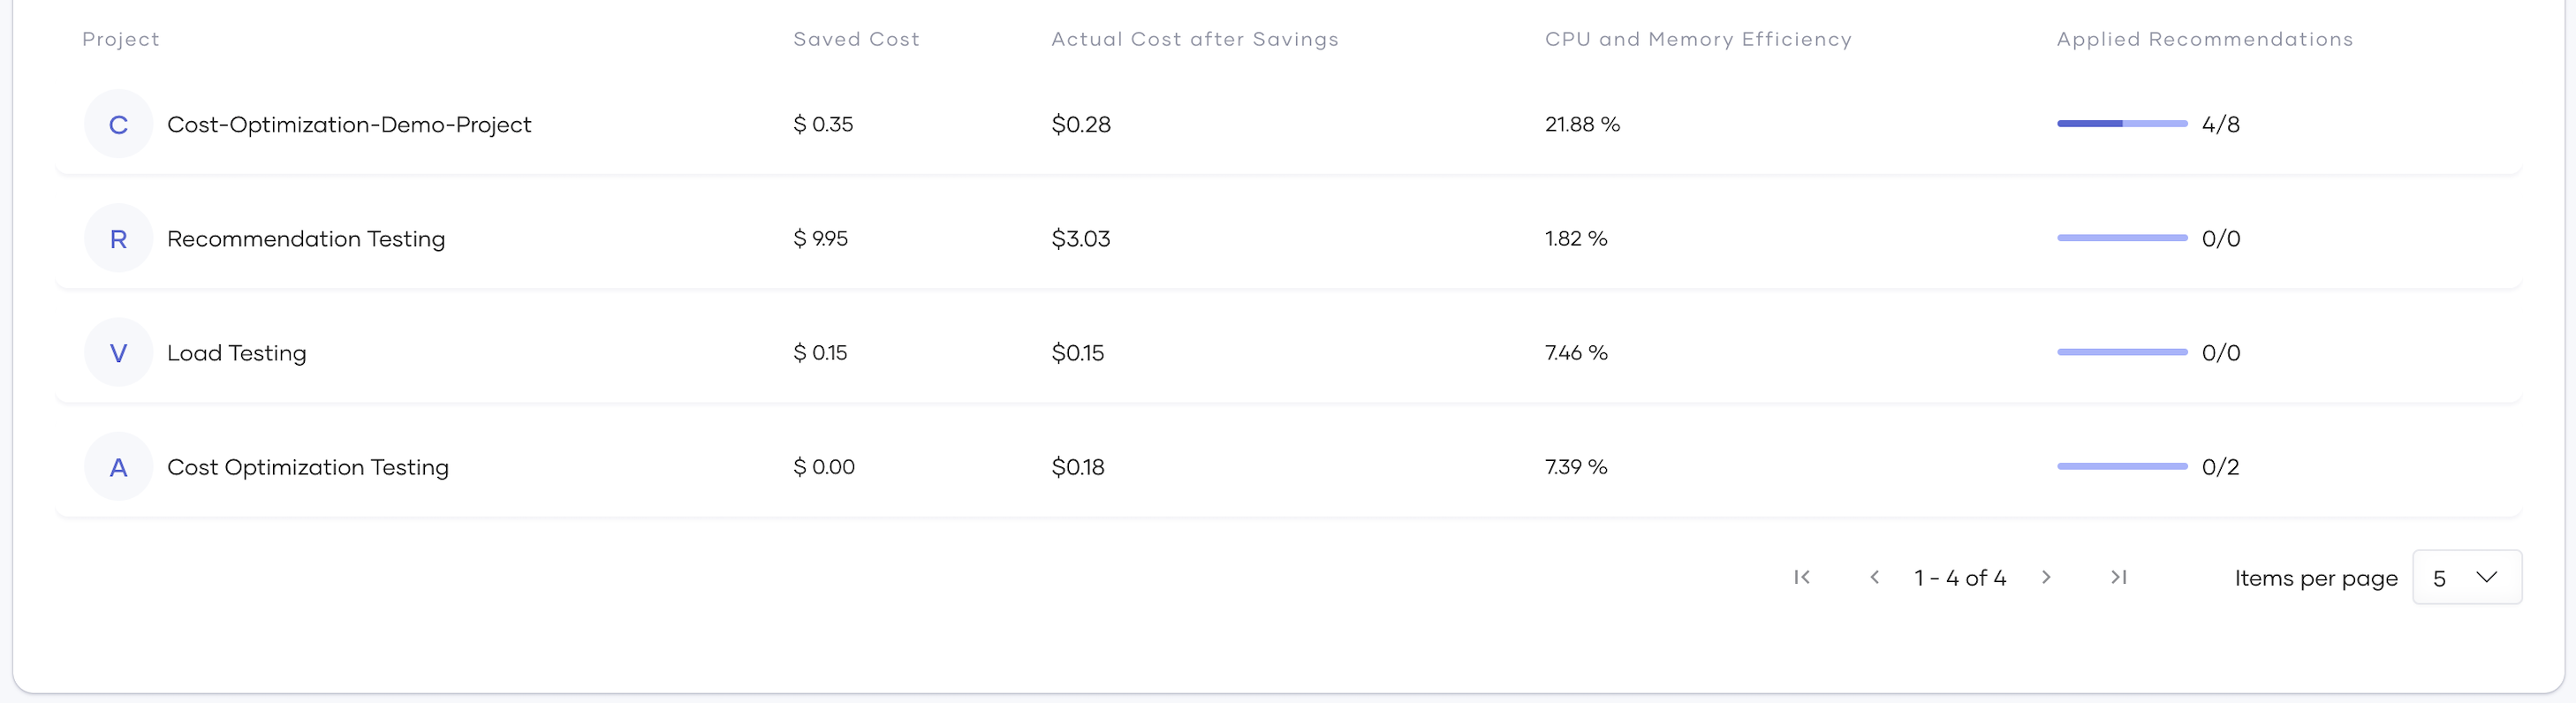 Project Saved Cost Actual Cost after Savings CPU and Memory Efficiency Applied Recommendations
C Cost-Optimization-Demo-Project $ 0.35 $0.28 21.88 % 4/8
R Recommendation Testing $ 9.95 $3.03 1.82 % 0/0
V Load Testing $ 0.15 $0.15 7.46 % 0/0
A Cost Optimization Testing $ 0.00 $0.18 7.39 % 0/2
1 - 4 of 4 Items per page 5